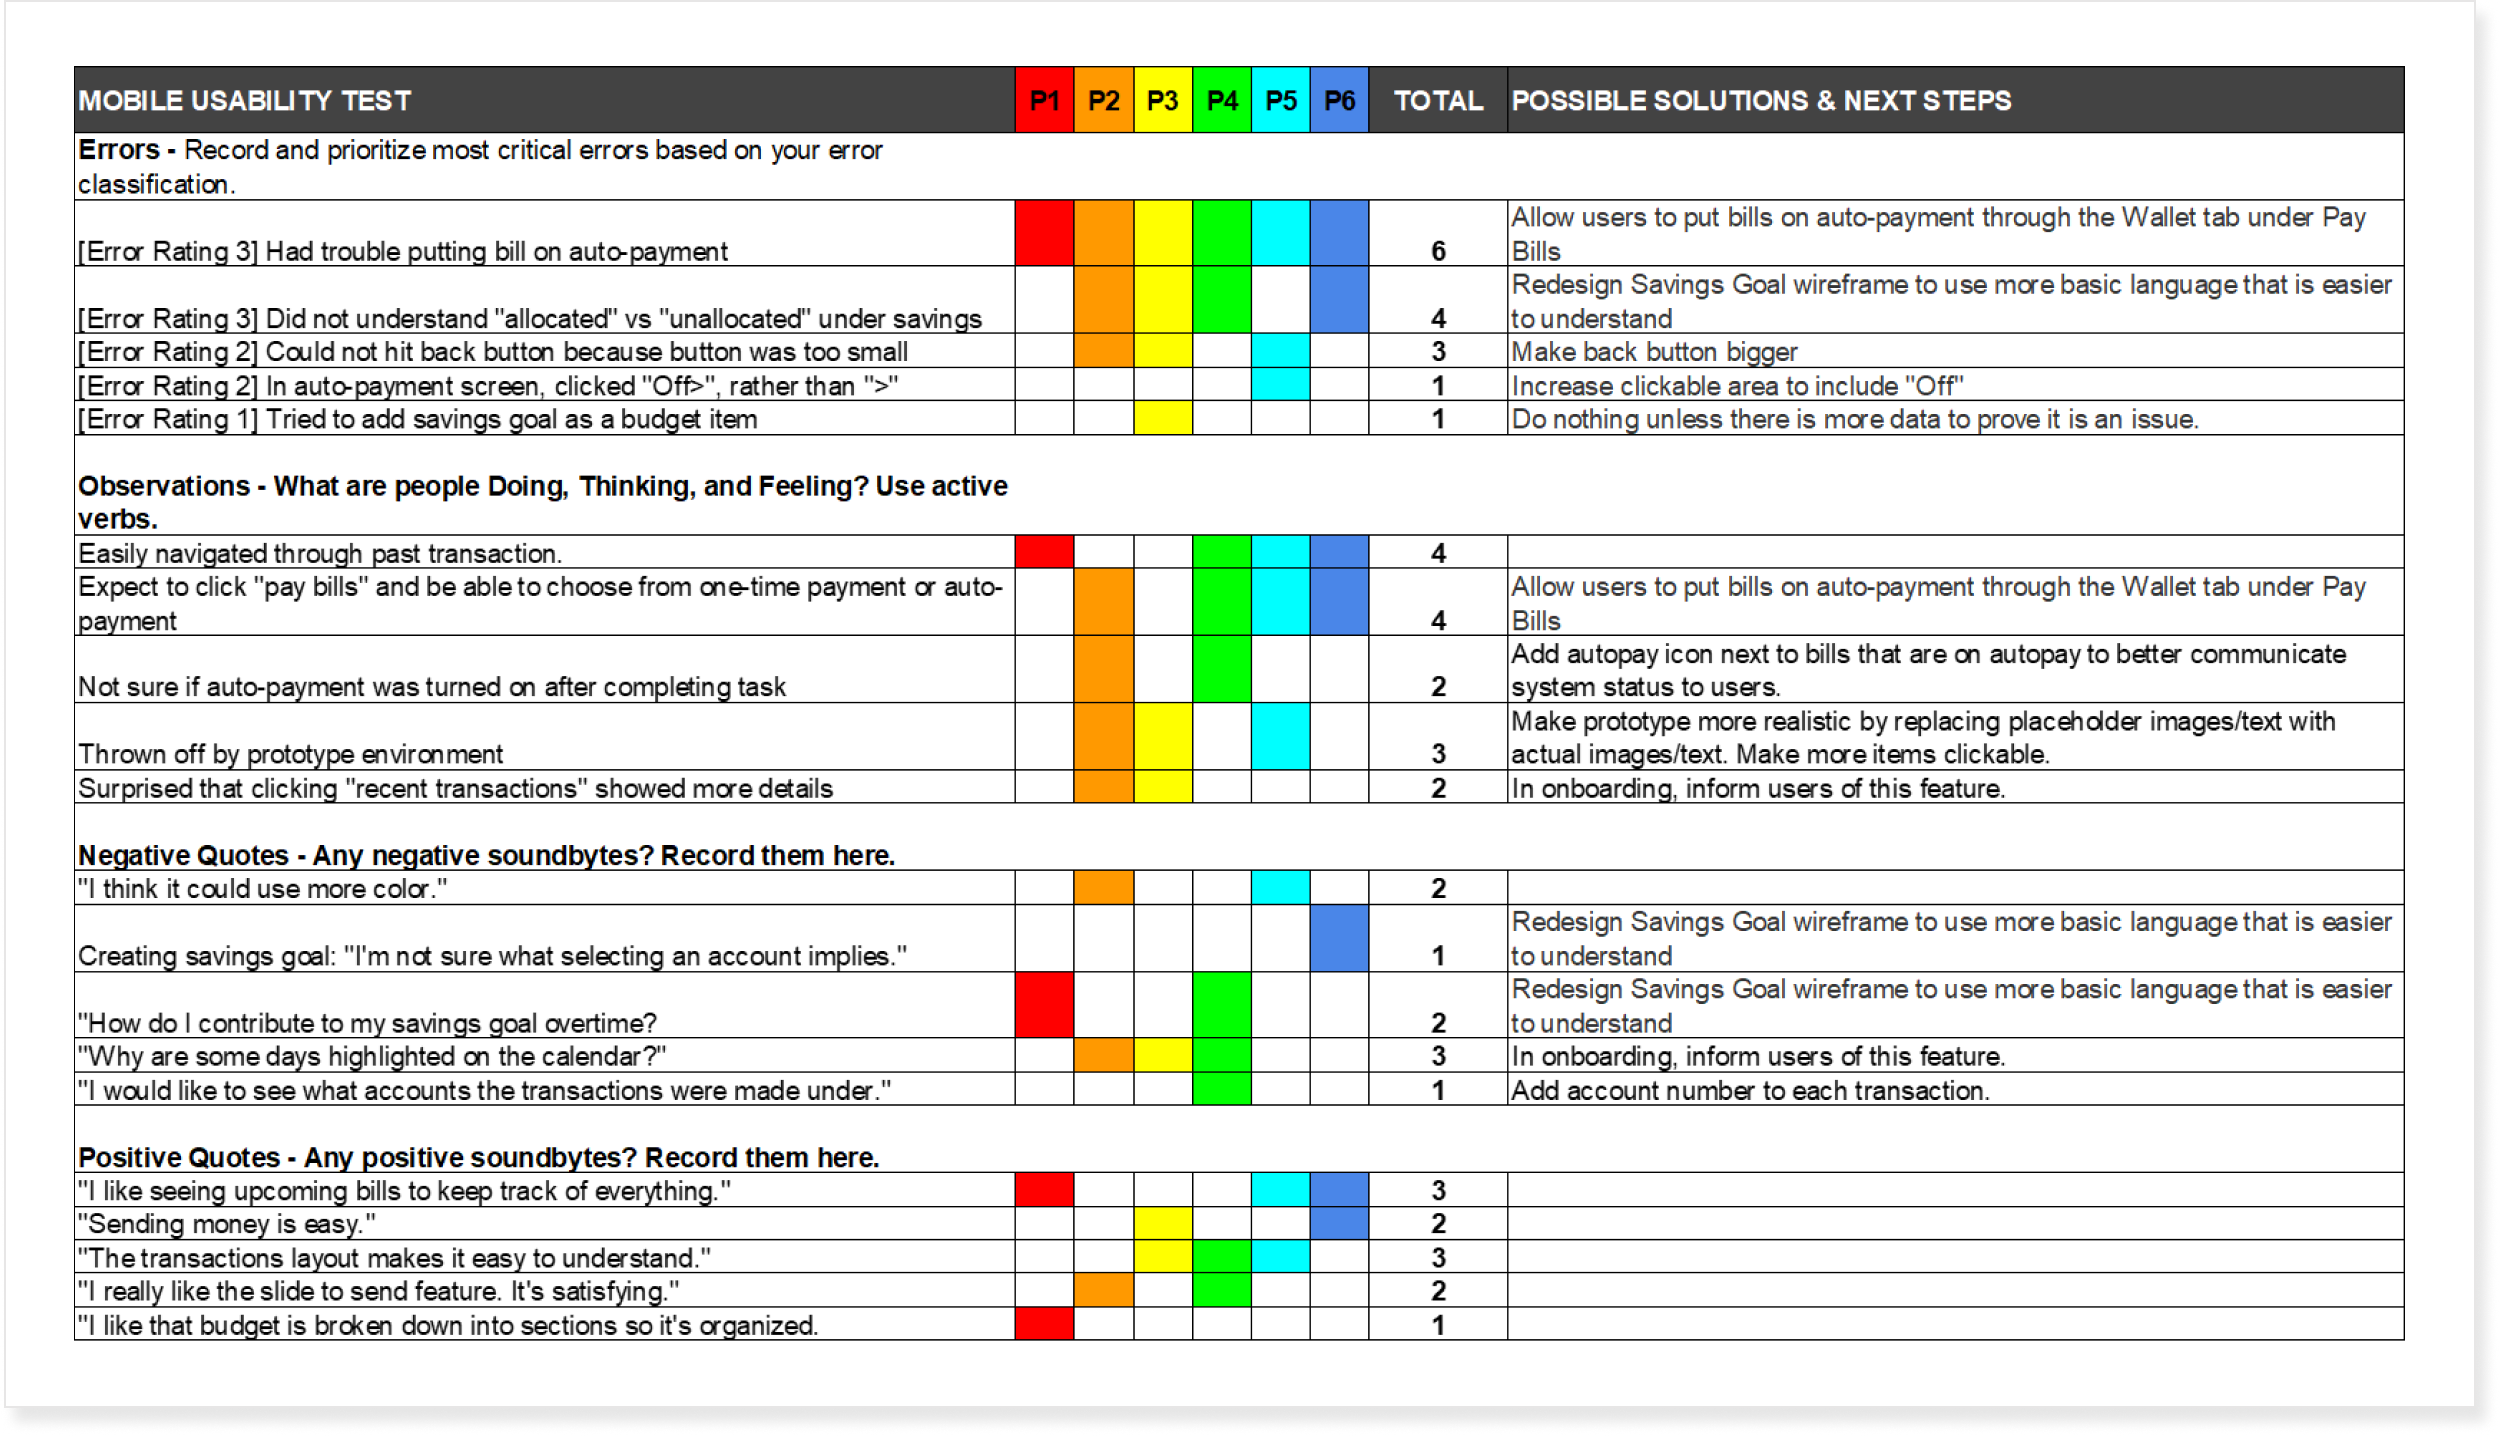 MOBILE USABILITY TEST P1 P2 P3 P4 P5 P6 TOTAL POSSIBLE SOLUTIONS & NEXT STEPS
Errors - Record and prioritize most critical errors based on your error
classification.
[Error Rating 3] Had trouble putting bill on auto-payment 6 Allow users to put bills on auto-payment through the Wallet tab under Pay
Bills
[Error Rating 3] Did not understand "allocated" vs "unallocated" under savings 4 Redesign Savings Goal wireframe to use more basic language that is easier
to understand
[Error Rating 2] Could not hit back button because button was too small 3 Make back button bigger
[Error Rating 2] In auto-payment screen, clicked "Off>", rather than ">" 1 Increase clickable area to include "Off"
[Error Rating 1] Tried to add savings goal as a budget item 1 Do nothing unless there is more data to prove it is an issue.
Observations - What are people Doing, Thinking, and Feeling? Use active
verbs.
Easily navigated through past transaction. 4
Expect to click "pay bills" and be able to choose from one-time payment or auto-
payment 4 Allow users to put bills on auto-payment through the Wallet tab under Pay
Bills
Not sure if auto-payment was turned on after completing task 2 Add autopay icon next to bills that are on autopay to better communicate
system status to users.
Thrown off by prototype environment 3 Make prototype more realistic by replacing placeholder images/text with
actual images/text. Make more items clickable.
Surprised that clicking "recent transactions" showed more details 2 In onboarding, inform users of this feature.
Negative Quotes - Any negative soundbytes? Record them here.
"I think it could use more color." 2
Creating savings goal: "I'm not sure what selecting an account implies." 1 Redesign Savings Goal wireframe to use more basic language that is easier
to understand
"How do I contribute to my savings goal overtime? 2 Redesign Savings Goal wireframe to use more basic language that is easier
to understand
"Why are some days highlighted on the calendar?" 3 In onboarding, inform users of this feature.
"I would like to see what accounts the transactions were made under." 1 Add account number to each transaction.
Positive Quotes - Any positive soundbytes? Record them here.
"I like seeing upcoming bills to keep track of everything." 3
"Sending money is easy." 2
"The transactions layout makes it easy to understand." 3
"I really like the slide to send feature. It's satisfying." 2
"I like that budget is broken down into sections so it's organized. 1